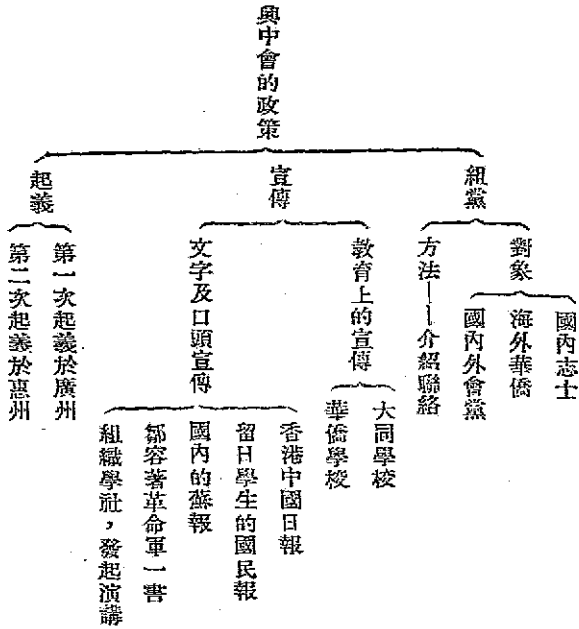 興中會的政策
組黨
對象
國內志士
海外華僑
國內外會黨
方法——介紹聯絡
宣傳
教育上的宣傳
大同學校
華僑學校
文字及口頭宣傳
香港中國日報
留日學生的國民報
國內的蘇報
鄒容著革命軍一書
組織學社，發起演講
起義
第一次起義於廣州
第二次起義於惠州